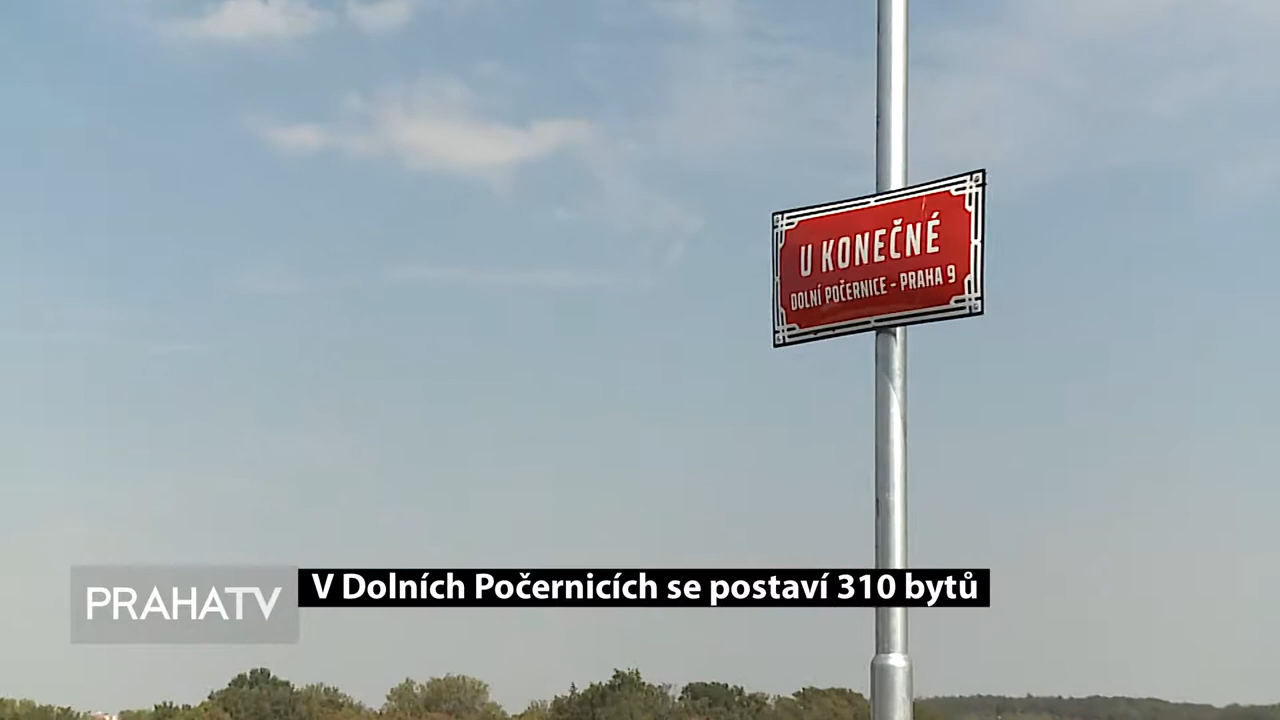 U KONEČNÉ
DOLNÍ POČERNICE - PRAHA 9
PRAHATV
V Dolních Počernicích se postaví 310 bytů